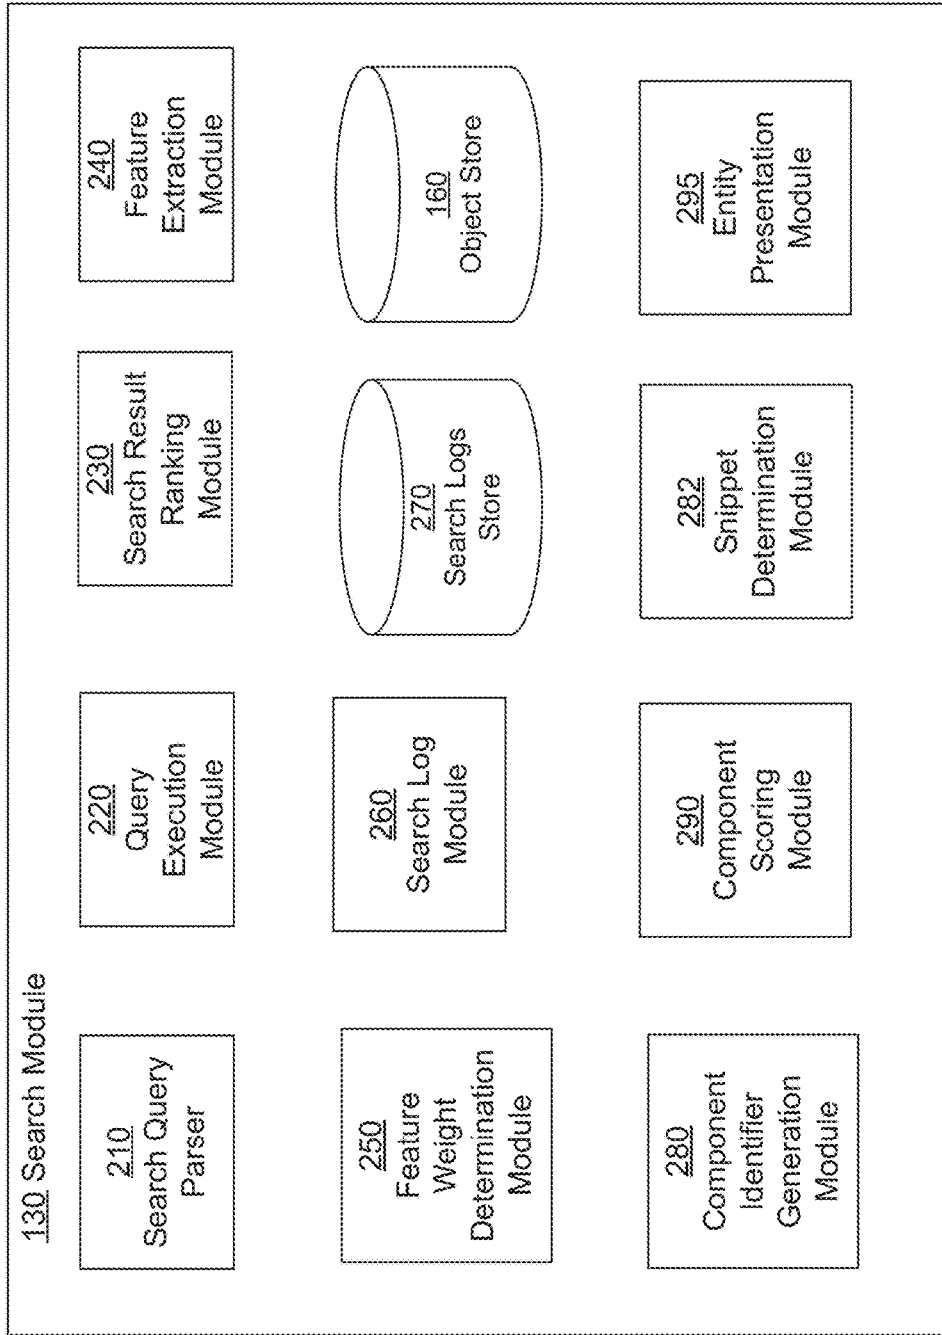 130 Search Module
210
Search Query
Parser
220
Query
Execution
Module
230
Search Result
Ranking
Module
240
Feature
Extraction
Module
250
Feature
Weight
Determination
Module
260
Search Log
Module
270
Search Logs
Store
160
Object Store
280
Component
Identifier
Generation
Module
290
Component
Scoring
Module
282
Snippet
Determination
Module
295
Entity
Presentation
Module